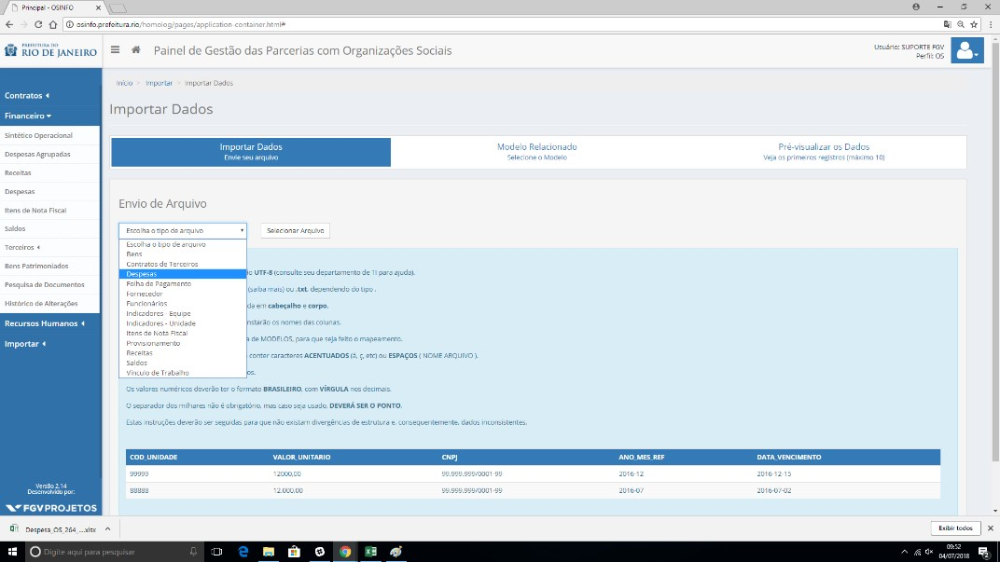 Principal - OSINFO
osinfo.prefeitura.rio/homolog/pages/application-container.html#
PREFEITURA DO
RIO DE JANEIRO
Painel de Gestão das Parcerias com Organizações Sociais
Usuário: SUPORTE FGV
Perfil: OS
Contratos
Financeiro
Sintético Operacional
Despesas Agrupadas
Receitas
Despesas
Itens de Nota Fiscal
Saldos
Terceiros
Bens Patrimoniados
Pesquisa de Documentos
Histórico de Alterações
Recursos Humanos
Importar
Versão 2.14
Desenvolvido por:
FGV PROJETOS
Início > Importar > Importar Dados
Importar Dados
Importar Dados
Envie seu arquivo
Modelo Relacionado
Selecione o Modelo
Pré-visualizar os Dados
Veja os primeiros registros (máximo 10)
Envio de Arquivo
Escolha o tipo de arquivo
Selecionar Arquivo
Escolha o tipo de arquivo
Bens
Contratos de Terceiros
Despesas
Folha de Pagamento
Fornecedor
Funcionários
Indicadores - Equipe
Indicadores - Unidade
Itens de Nota Fiscal
Provisionamento
Receitas
Saldos
Vínculo de Trabalho
UTF-8 (consulte seu departamento de TI para ajuda).
(saiba mais) ou .txt, dependendo do tipo .
da em cabeçalho e corpo.
nstarão os nomes das colunas.
a de MODELOS, para que seja feito o mapeamento.
conter caracteres ACENTUADOS (á, ç, etc) ou ESPAÇOS ( NOME ARQUIVO ).
os.
Os valores numéricos deverão ter o formato BRASILEIRO, com VÍRGULA nos decimais.
O separador dos milhares não é obrigatório, mas caso seja usado, DEVERÁ SER O PONTO.
Estas instruções deverão ser seguidas para que não existam divergências de estrutura e, consequentemente, dados inconsistentes.
COD_UNIDADE VALOR_UNITARIO CNPJ ANO_MES_REF DATA_VENCIMENTO
99999 12000,00 99.999.999/0001-99 2016-12 2016-12-15
88888 12.000,00 99.999.999/0001-99 2016-07 2016-07-02
Despesa_OS_264_....xlsx
Exibir todos
Digite aqui para pesquisar
09:52
04/07/2018